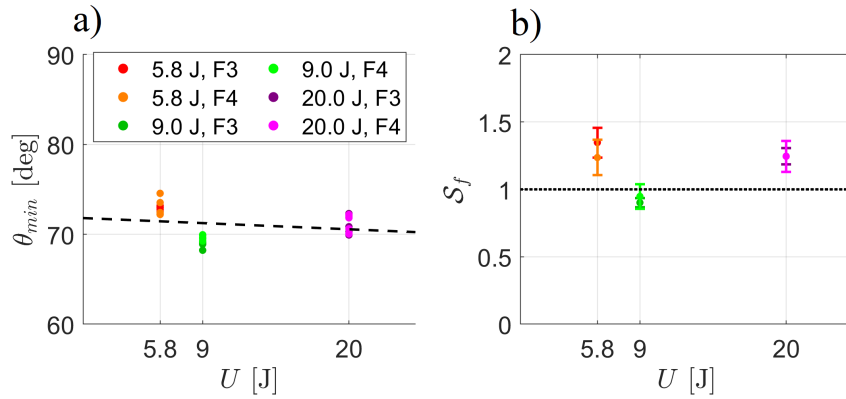 a)
90
80
70
60
θ_min [deg]
5.8 J, F3
5.8 J, F4
9.0 J, F3
9.0 J, F4
20.0 J, F3
20.0 J, F4
5.8 9 20
U [J]
b)
2
1.5
1
0.5
0
S_f
5.8 9 20
U [J]